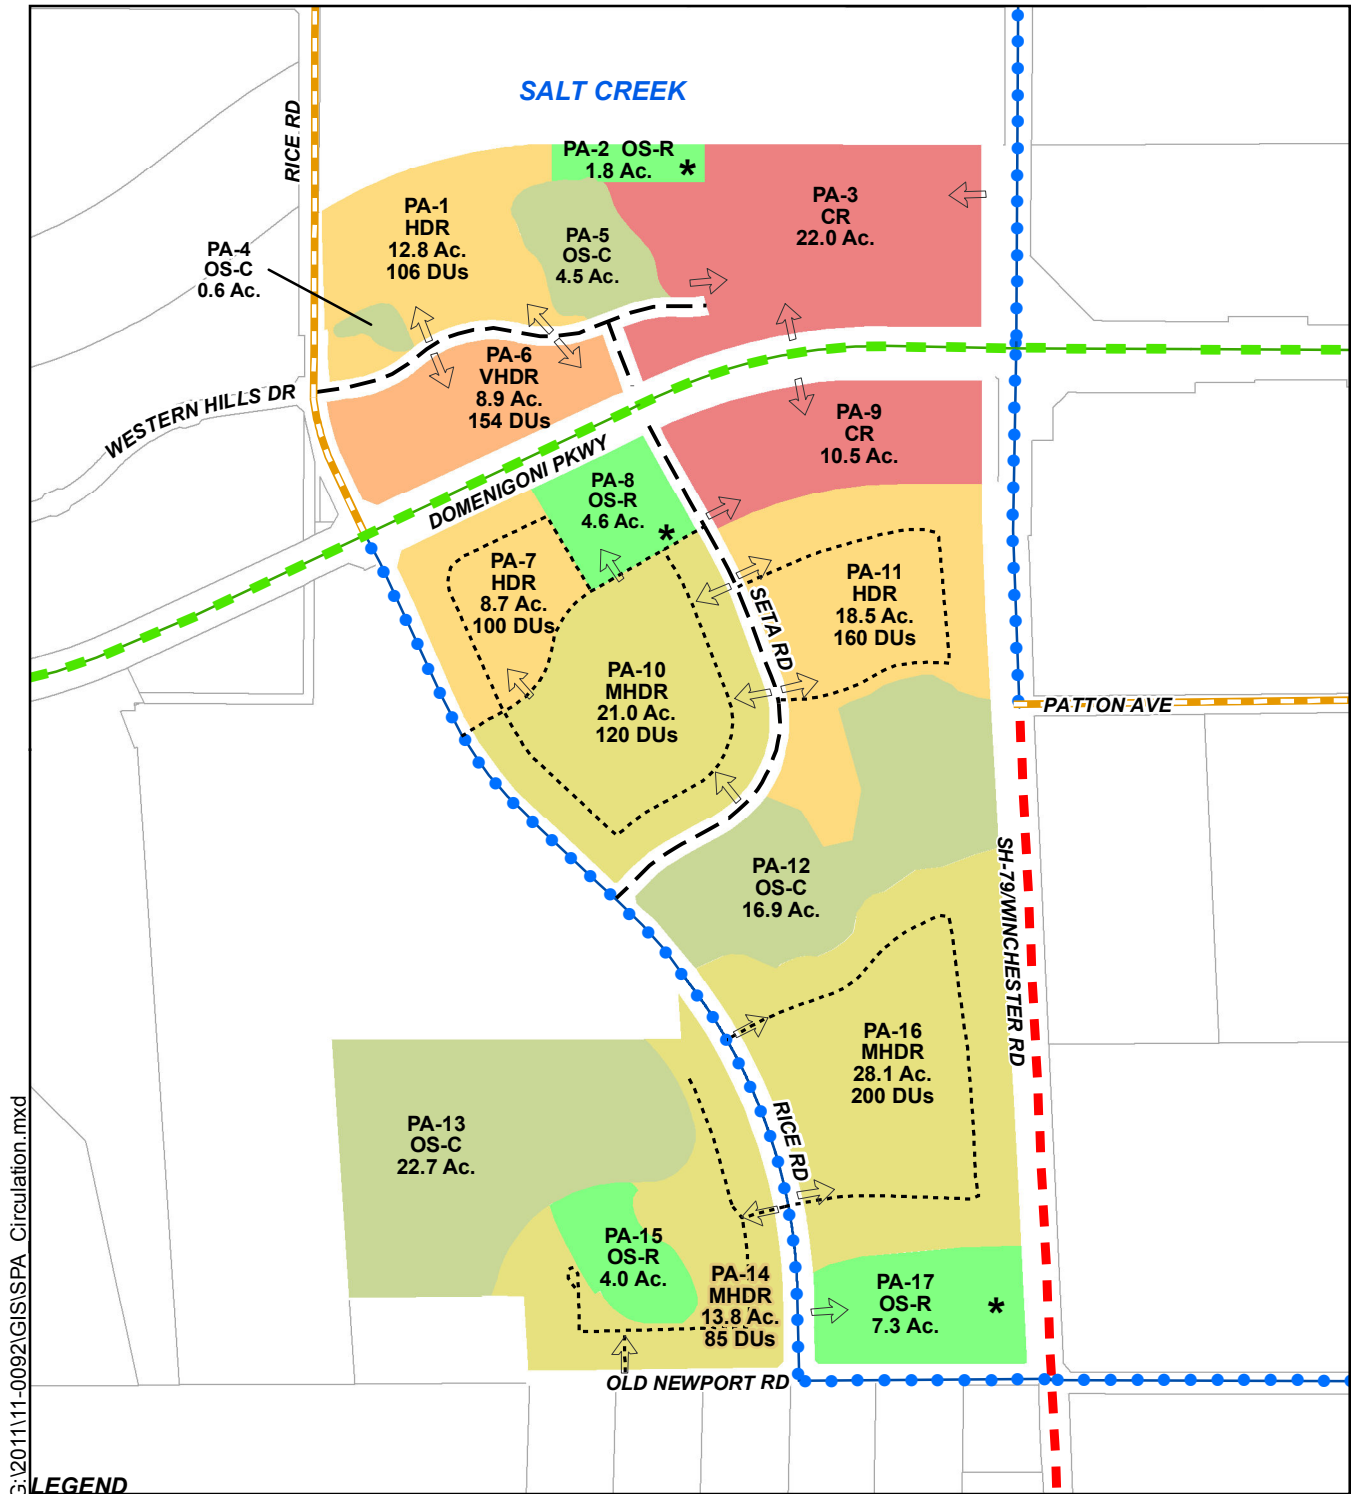 SALT CREEK
RICE RD
PA-2 OS-R
1.8 Ac. *
PA-1
HDR
12.8 Ac.
106 DUs
PA-3
CR
22.0 Ac.
PA-4
OS-C
0.6 Ac.
PA-5
OS-C
4.5 Ac.
PA-6
VHDR
8.9 Ac.
154 DUs
WESTERN HILLS DR
PA-9
CR
10.5 Ac.
DOMENIGONI PKWY
PA-8
OS-R
4.6 Ac.
*
PA-7
HDR
8.7 Ac.
100 DUs
PA-11
HDR
18.5 Ac.
160 DUs
SETA RD
PA-10
MHDR
21.0 Ac.
120 DUs
PATTON AVE
PA-12
OS-C
16.9 Ac.
SH-79/WINCHESTER RD
PA-16
MHDR
28.1 Ac.
200 DUs
PA-13
OS-C
22.7 Ac.
RICE RD
PA-15
OS-R
4.0 Ac.
PA-14
MHDR
13.8 Ac.
85 DUs
PA-17
OS-R
7.3 Ac.
*
OLD NEWPORT RD
G:\2011\11-0092\GIS\SPA_Circulation.mxd
LEGEND